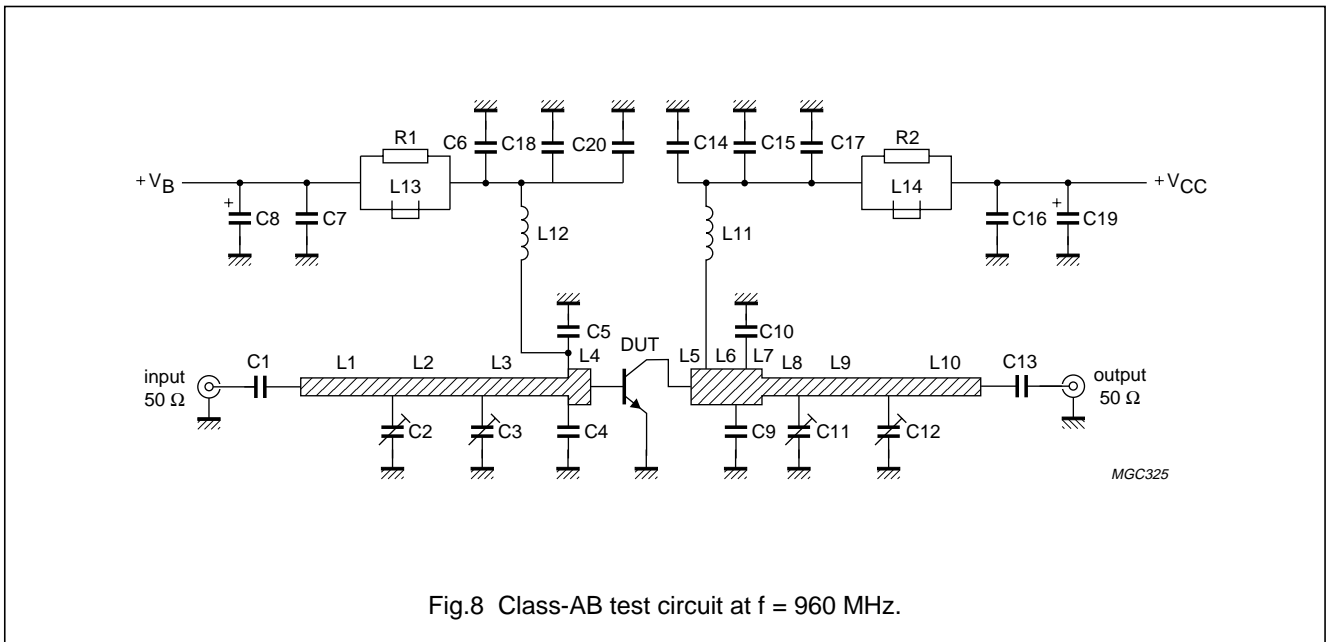 C6 C18 C20 C14 C15 C17
R1 R2
+VB L13 L14 +VCC
+ C8 C7 C16 + C19
L12 L11
C5 C10
DUT
C1 L1 L2 L3 L4 L5 L6 L7 L8 L9 L10 C13
input
50 Ω
output
50 Ω
C2 C3 C4 C9 C11 C12
MGC325
Fig.8 Class-AB test circuit at f = 960 MHz.